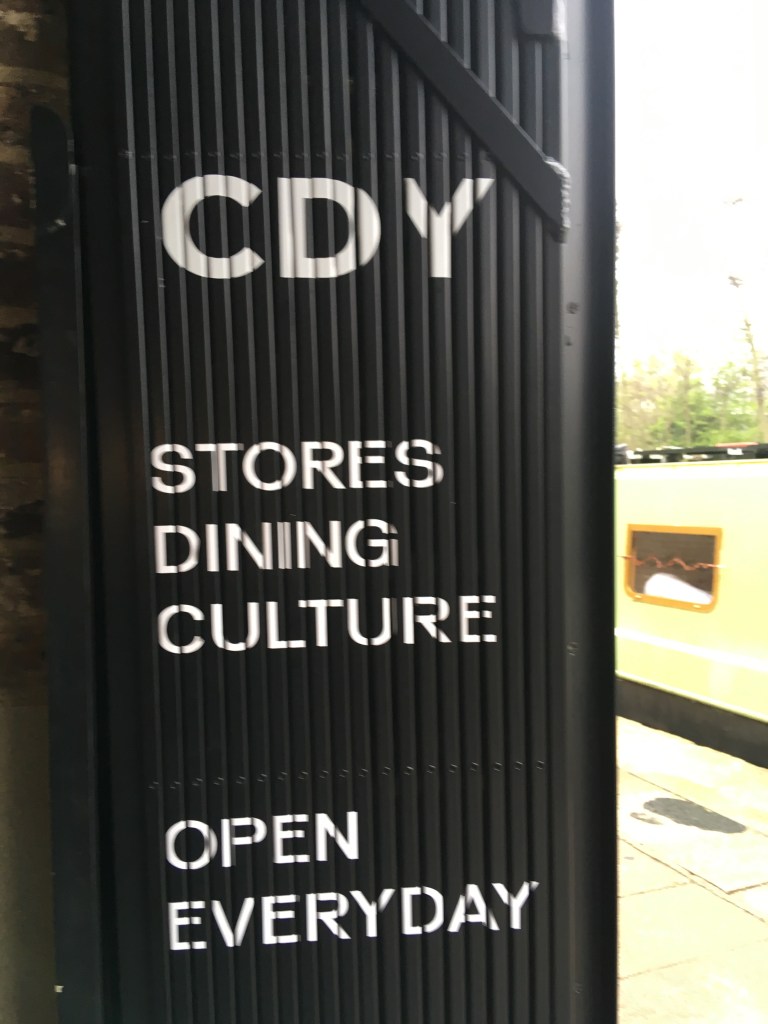 CDY
STORES
DINING
CULTURE
OPEN
EVERYDAY